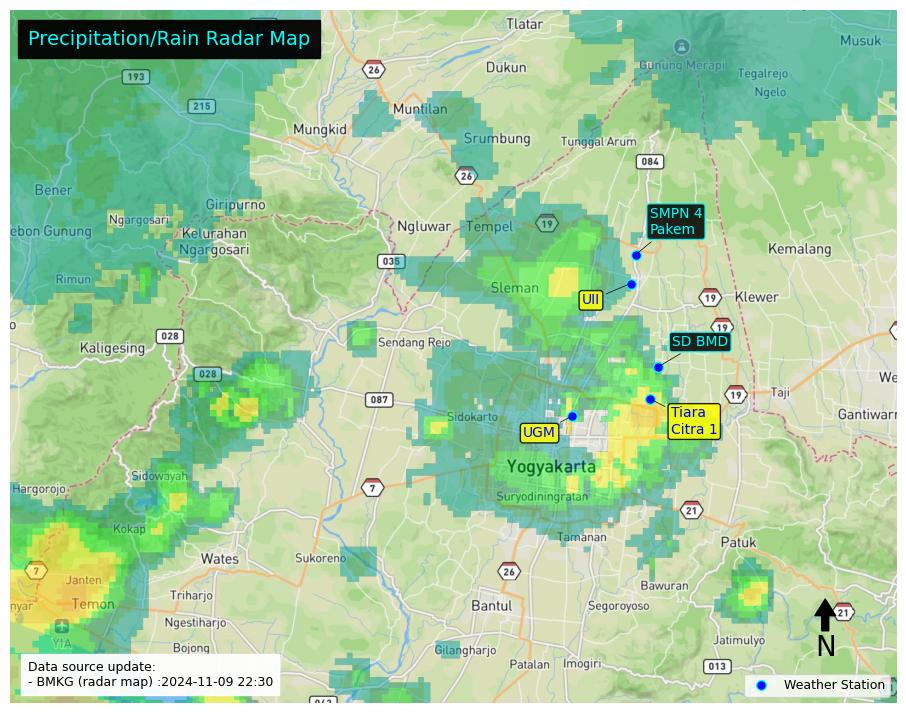 Precipitation/Rain Radar Map
Tlatar
Musuk
26
Dukun
Gunung Merapi
193
Tegalrejo
Ngelo
215
Muntilan
Mungkid
Srumbung
Tunggal Arum
084
26
Bener
Giripurno
SMPN 4
Pakem
Ngargosari
Ngluwar
Tempel
19
ebon Gunung
Kelurahan
Ngargosari
Kemalang
035
Rimun
Sleman
UII
19
Klewer
19
028
Kaligesing
Sendang Rejo
SD BMD
028
We
087
19
Taji
Sidokarto
Tiara
Citra 1
Gantiwarn
UGM
Yogyakarta
Sidowayah
Hargorojo
7
Suryodiningratan
21
Kokap
Tamanan
Patuk
Wates
Sukoreno
7
26
Janten
Bawuran
nyar
Temon
Triharjo
Bantul
Segoroyoso
21
Ngestiharjo
YIA
Jatimulyo
N
Bojong
Gilangharjo
Patalan
Imogiri
013
Data source update:
- BMKG (radar map) :2024-11-09 22:30
Weather Station